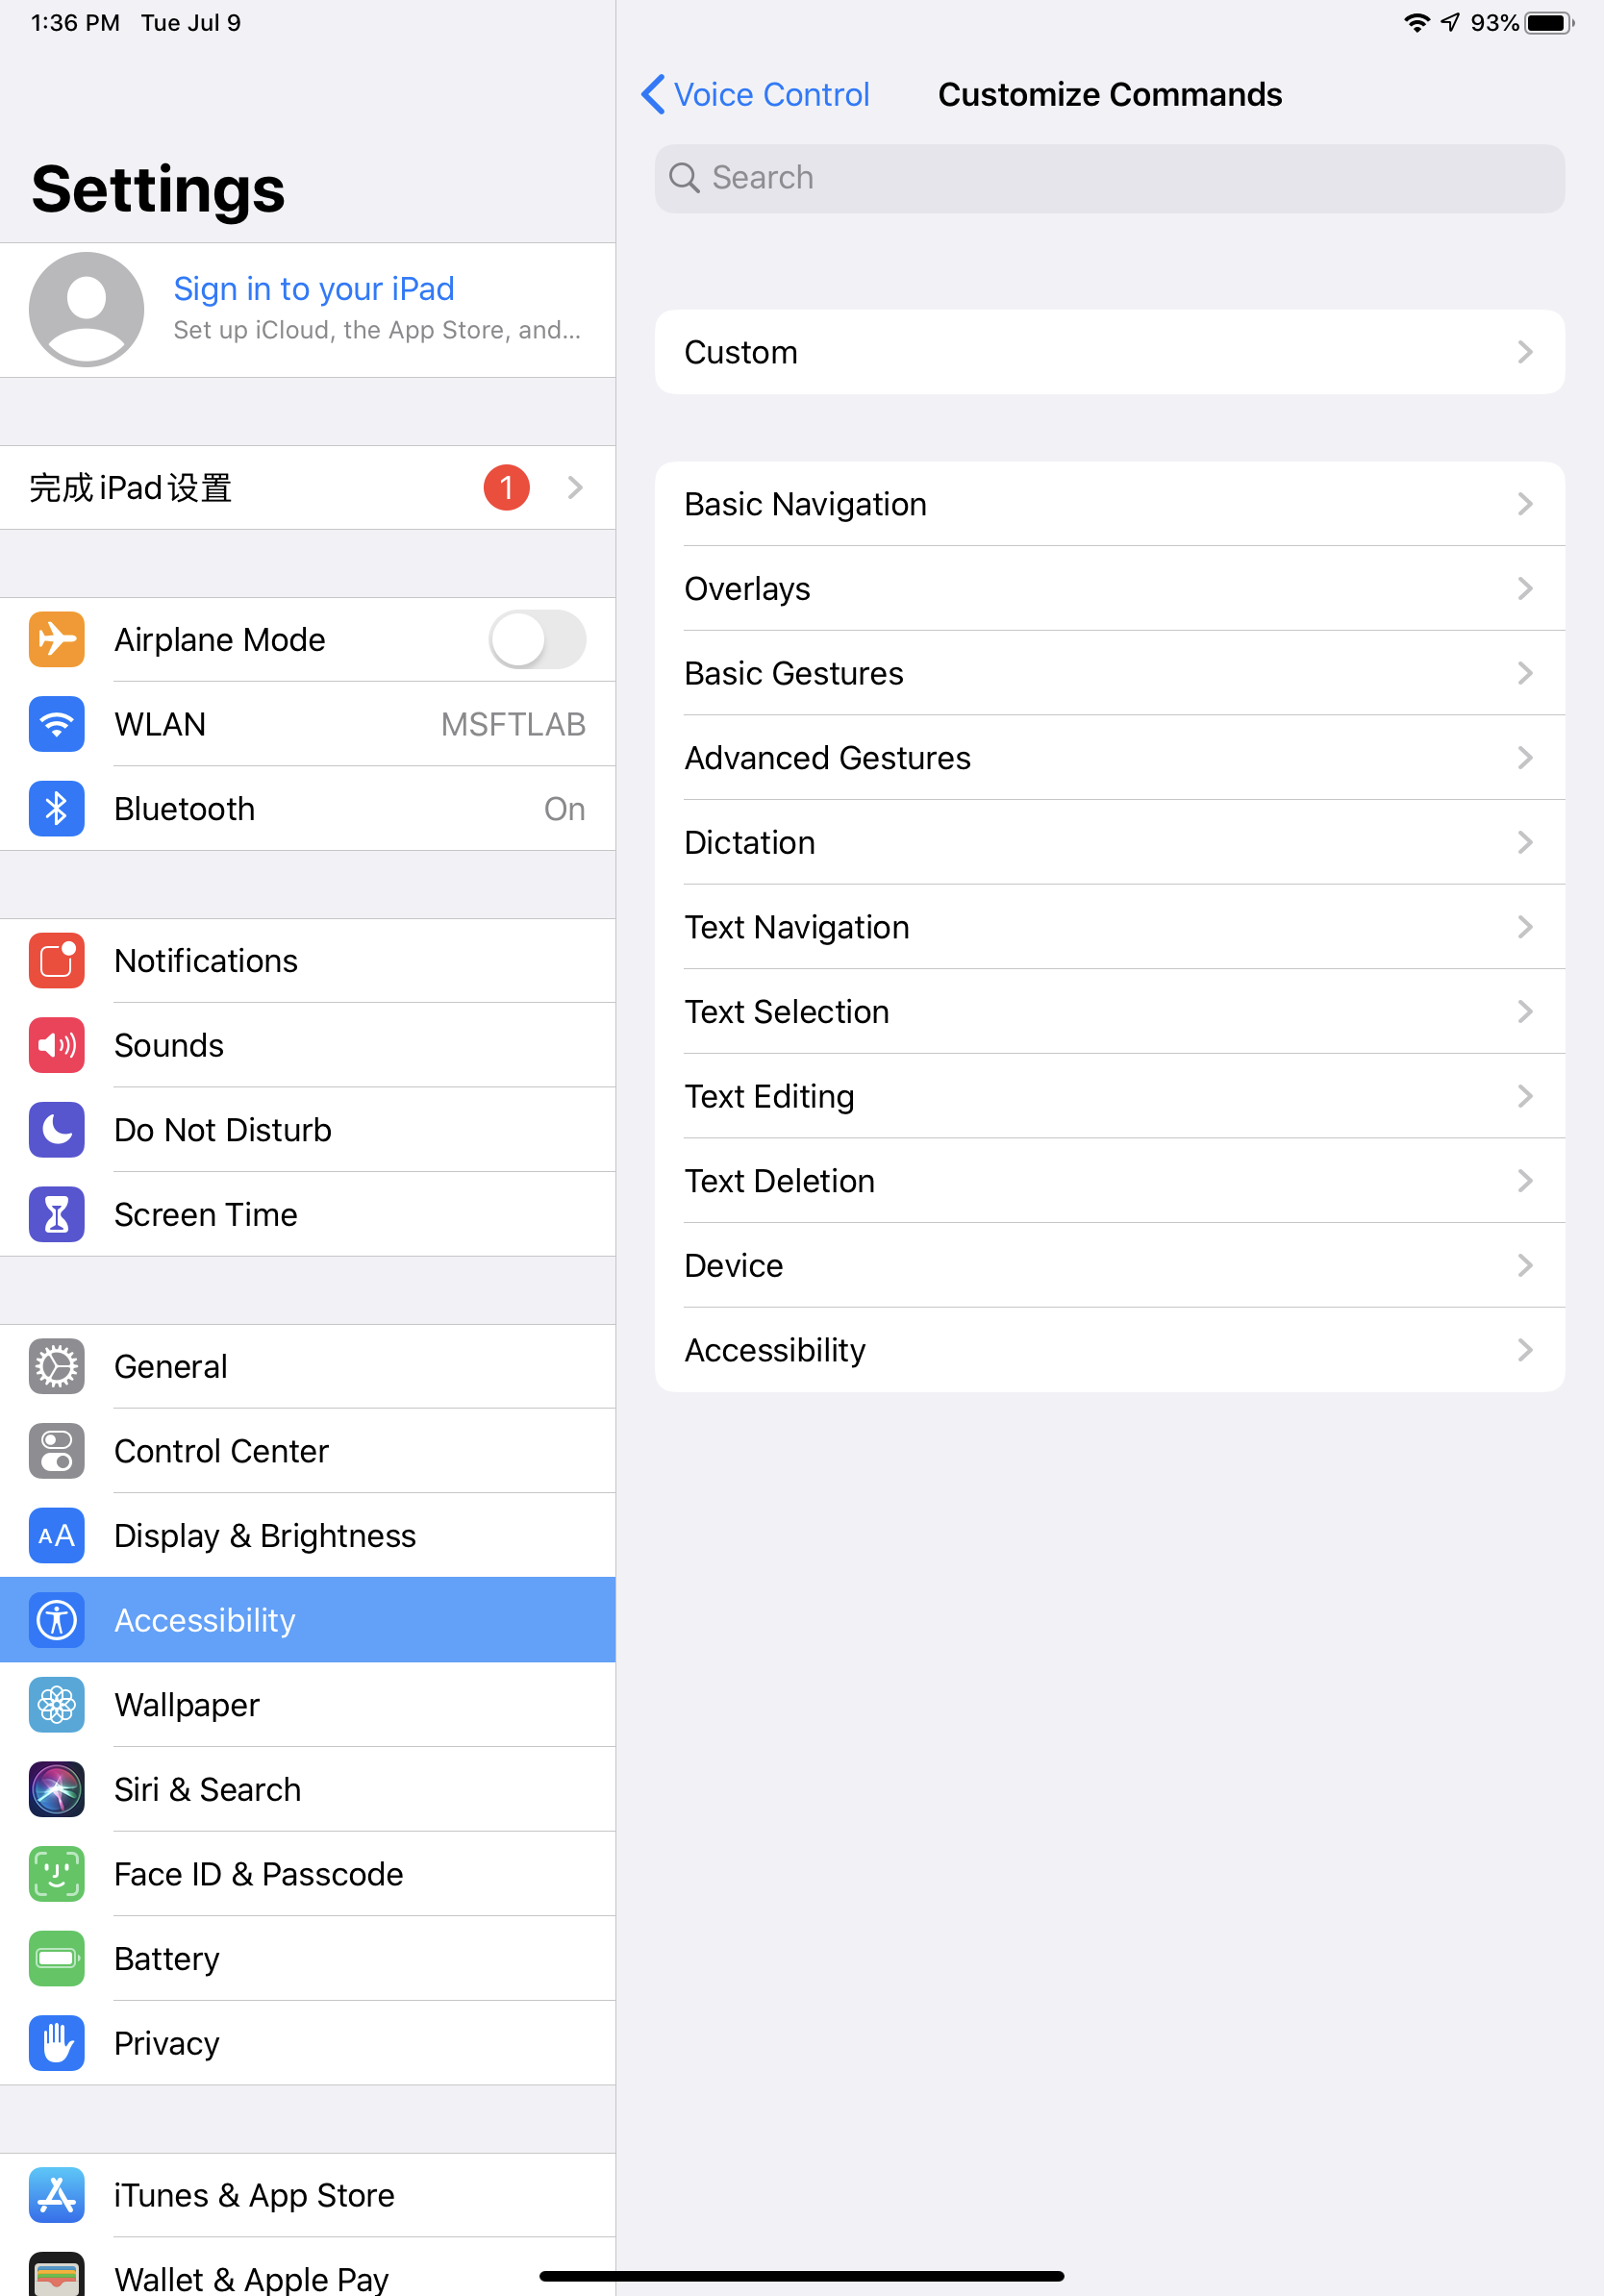 1:36 PM Tue Jul 9
93%
Settings
Sign in to your iPad
Set up iCloud, the App Store, and...
完成 iPad 设置
1
Airplane Mode
WLAN MSFTLAB
Bluetooth On
Notifications
Sounds
Do Not Disturb
Screen Time
General
Control Center
AA Display & Brightness
Accessibility
Wallpaper
Siri & Search
Face ID & Passcode
Battery
Privacy
iTunes & App Store
Wallet & Apple Pay
Voice Control
Customize Commands
Search
Custom
Basic Navigation
Overlays
Basic Gestures
Advanced Gestures
Dictation
Text Navigation
Text Selection
Text Editing
Text Deletion
Device
Accessibility